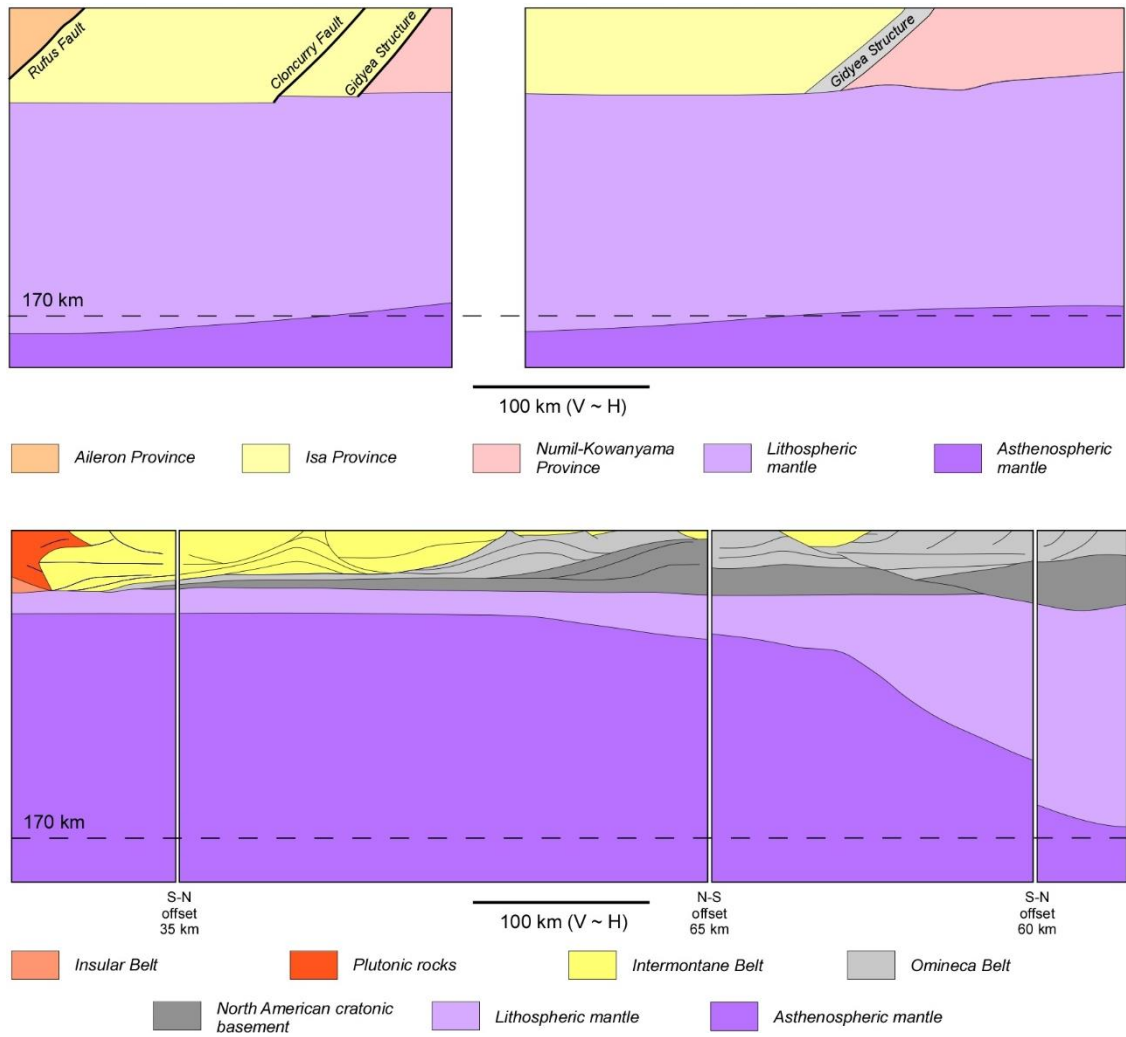 Rufus Fault
Cloncurry Fault
Gidyea Structure
Gidyea Structure
170 km
100 km (V ~ H)
Aileron Province
Isa Province
Numil-Kowanyama
Province
Lithospheric
mantle
Asthenospheric
mantle
170 km
S-N
offset
35 km
100 km (V ~ H)
N-S
offset
65 km
S-N
offset
60 km
Insular Belt
Plutonic rocks
Intermontane Belt
Omineca Belt
North American cratonic
basement
Lithospheric mantle
Asthenospheric mantle